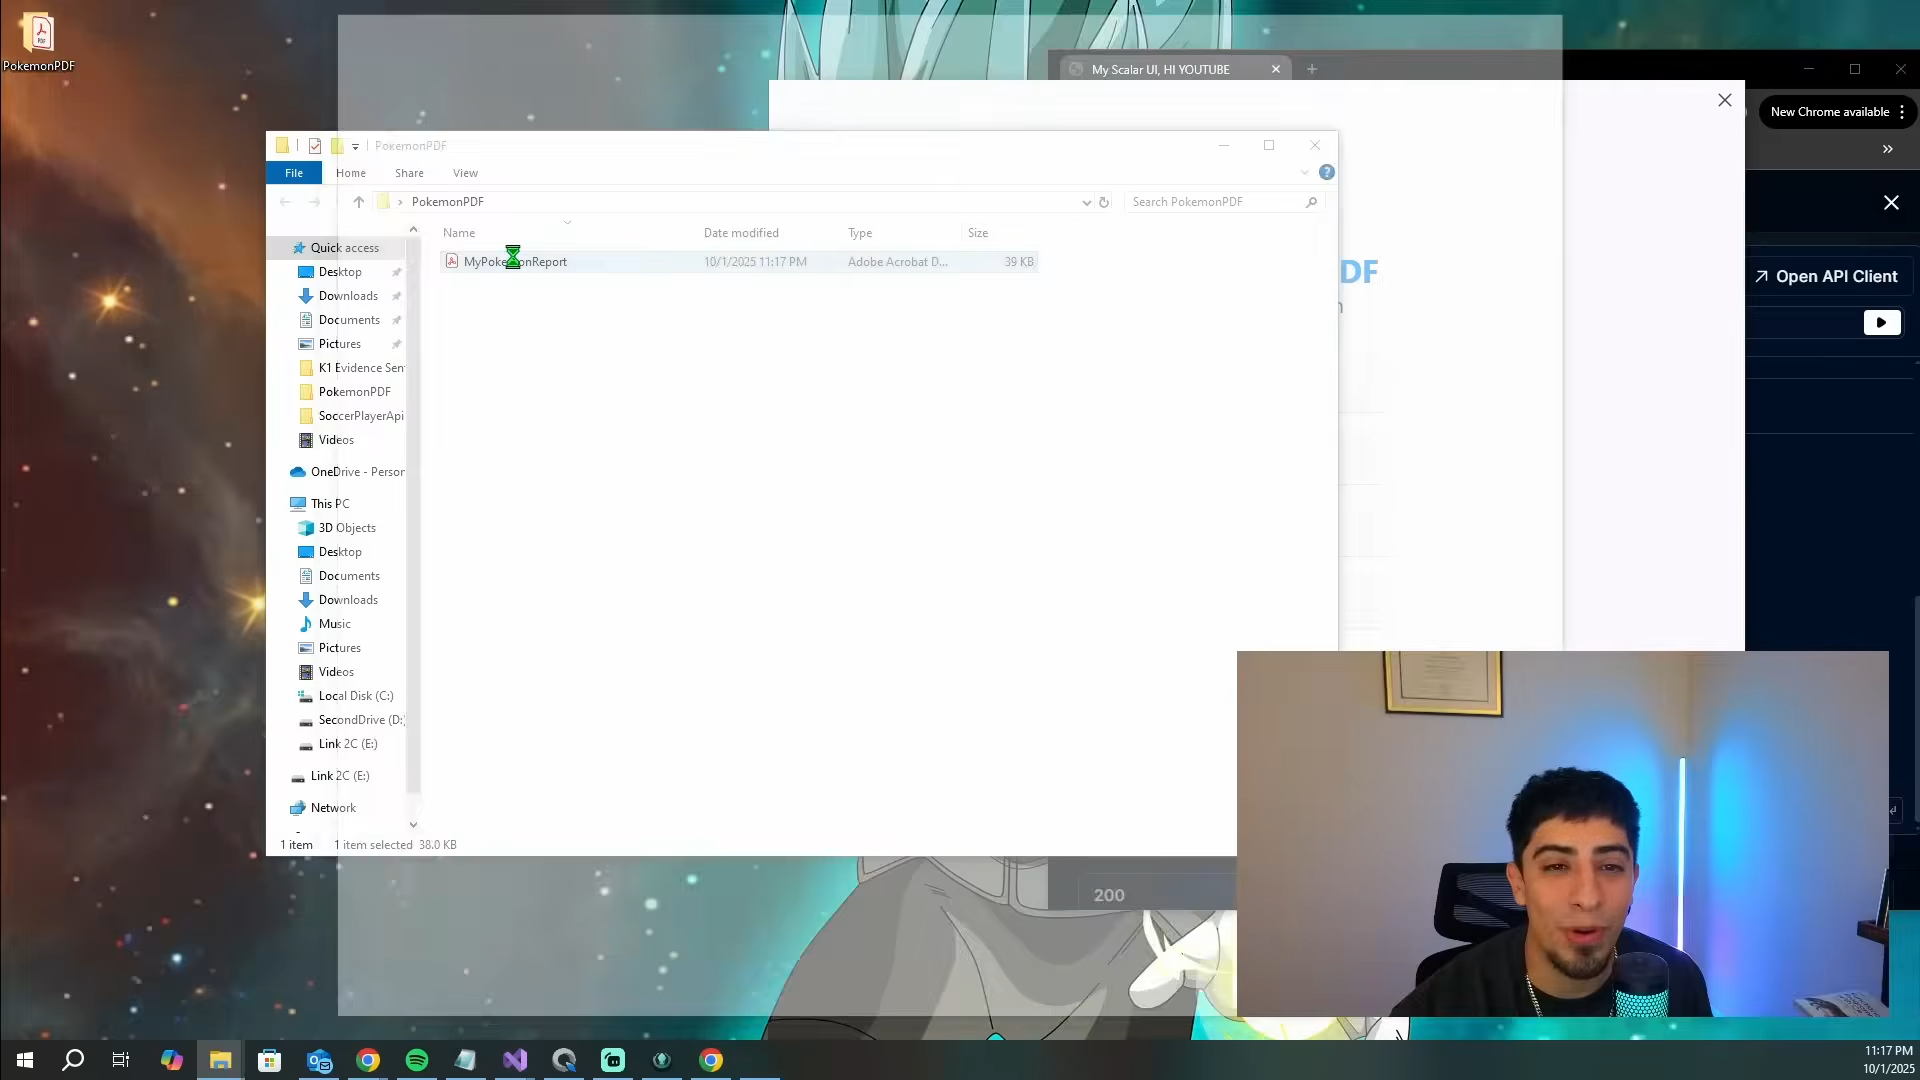 PokemonPDF
My Scalar UI, HI YOUTUBE
New Chrome available
PokemonPDF
File
Home
Share
View
PokemonPDF
Search PokemonPDF
Name
Date modified
Type
Size
MyPokemonReport
10/1/2025 11:17 PM
Adobe Acrobat D...
39 KB
Quick access
Desktop
Downloads
Documents
Pictures
K1 Evidence Sen
PokemonPDF
SoccerPlayerApi
Videos
OneDrive - Person
This PC
3D Objects
Desktop
Documents
Downloads
Music
Pictures
Videos
Local Disk (C:)
SecondDrive (D:)
Link 2C (E:)
Link 2C (E:)
Network
1 item
1 item selected 38.0 KB
DF
Open API Client
200
11:17 PM
10/1/2025